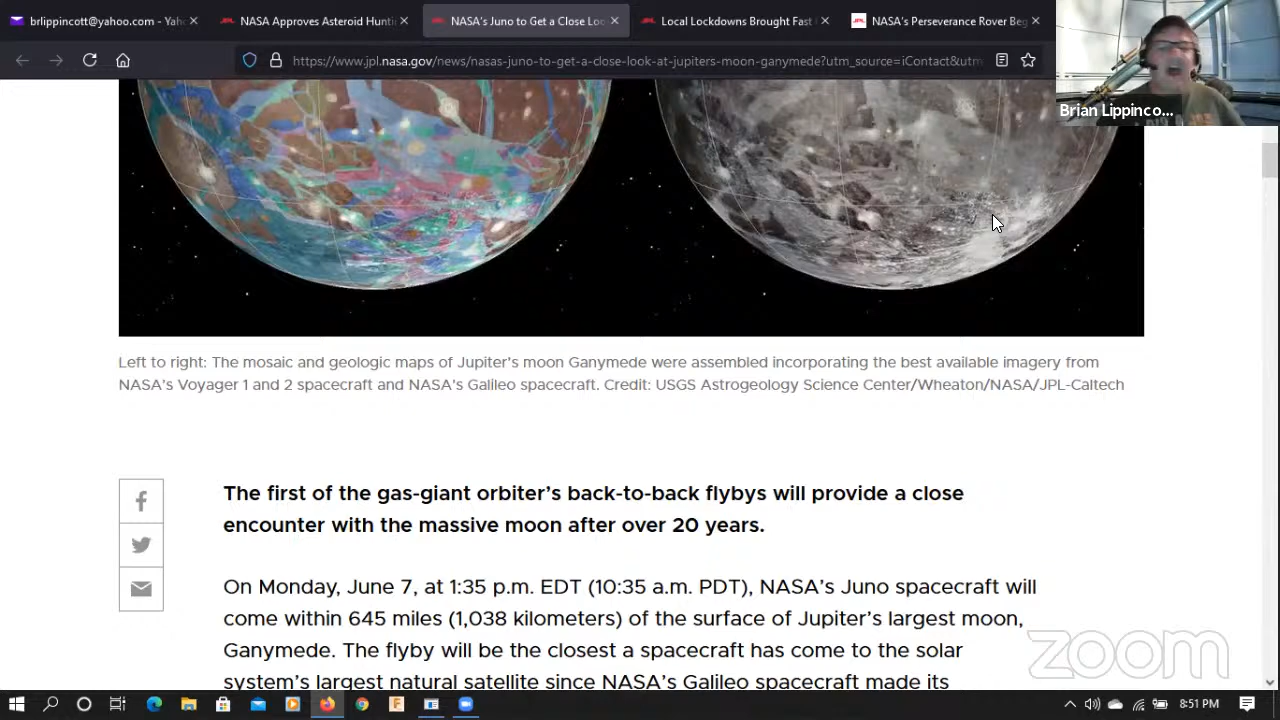 brlippincott@yahoo.com - Yah
NASA Approves Asteroid Hunti
NASA's Juno to Get a Close Loo
Local Lockdowns Brought Fast
NASA's Perseverance Rover Beg
https://www.jpl.nasa.gov/news/nasas-juno-to-get-a-close-look-at-jupiters-moon-ganymede?utm_source=iContact&utm
Brian Lippinco...
Left to right: The mosaic and geologic maps of Jupiter's moon Ganymede were assembled incorporating the best available imagery from
NASA's Voyager 1 and 2 spacecraft and NASA's Galileo spacecraft. Credit: USGS Astrogeology Science Center/Wheaton/NASA/JPL-Caltech
The first of the gas-giant orbiter's back-to-back flybys will provide a close
encounter with the massive moon after over 20 years.
On Monday, June 7, at 1:35 p.m. EDT (10:35 a.m. PDT), NASA's Juno spacecraft will
come within 645 miles (1,038 kilometers) of the surface of Jupiter's largest moon,
Ganymede. The flyby will be the closest a spacecraft has come to the solar
system's largest natural satellite since NASA's Galileo spacecraft made its
zoom
8:51 PM